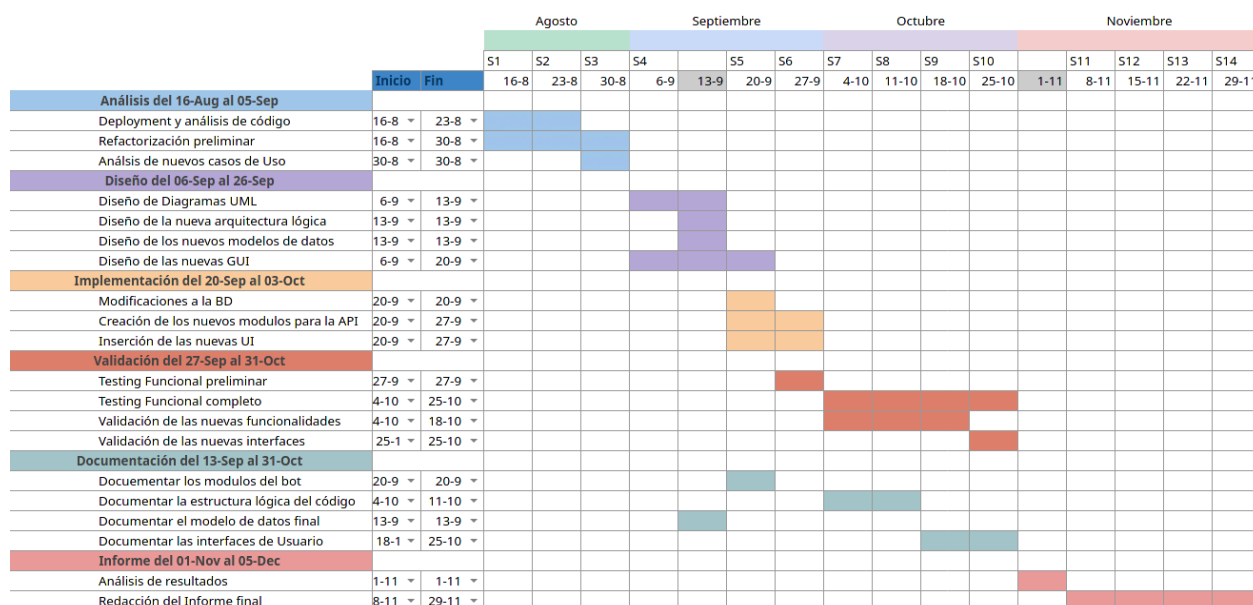 Agosto Septiembre Octubre Noviembre
S1 S2 S3 S4 S5 S6 S7 S8 S9 S10 S11 S12 S13 S14
Inicio Fin 16-8 23-8 30-8 6-9 13-9 20-9 27-9 4-10 11-10 18-10 25-10 1-11 8-11 15-11 22-11 29-11
Análisis del 16-Aug al 05-Sep
Deployment y análisis de código 16-8 23-8
Refactorización preliminar 16-8 30-8
Análsis de nuevos casos de Uso 30-8 30-8
Diseño del 06-Sep al 26-Sep
Diseño de Diagramas UML 6-9 13-9
Diseño de la nueva arquitectura lógica 13-9 13-9
Diseño de los nuevos modelos de datos 13-9 13-9
Diseño de las nuevas GUI 6-9 20-9
Implementación del 20-Sep al 03-Oct
Modificaciones a la BD 20-9 20-9
Creación de los nuevos modulos para la API 20-9 27-9
Inserción de las nuevas UI 20-9 27-9
Validación del 27-Sep al 31-Oct
Testing Funcional preliminar 27-9 27-9
Testing Funcional completo 4-10 25-10
Validación de las nuevas funcionalidades 4-10 18-10
Validación de las nuevas interfaces 25-1 25-10
Documentación del 13-Sep al 31-Oct
Docuementar los modulos del bot 20-9 20-9
Documentar la estructura lógica del código 4-10 11-10
Documentar el modelo de datos final 13-9 13-9
Documentar las interfaces de Usuario 18-1 25-10
Informe del 01-Nov al 05-Dec
Análisis de resultados 1-11 1-11
Redacción del Informe final 8-11 29-11